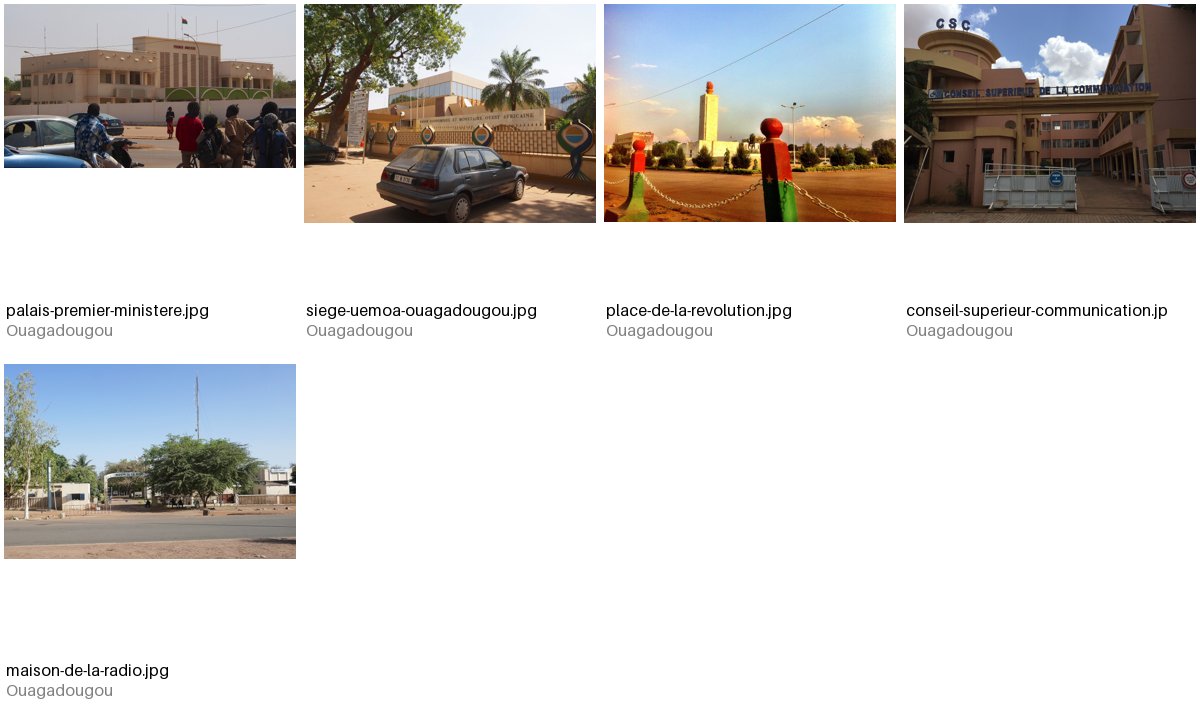 CSC
CONSEIL SUPERIEUR DE LA COMMUNICATION
palais-premier-ministere.jpg
siege-uemoa-ouagadougou.jpg
place-de-la-revolution.jpg
conseil-superieur-communication.jp
Ouagadougou
Ouagadougou
Ouagadougou
Ouagadougou
maison-de-la-radio.jpg
Ouagadougou